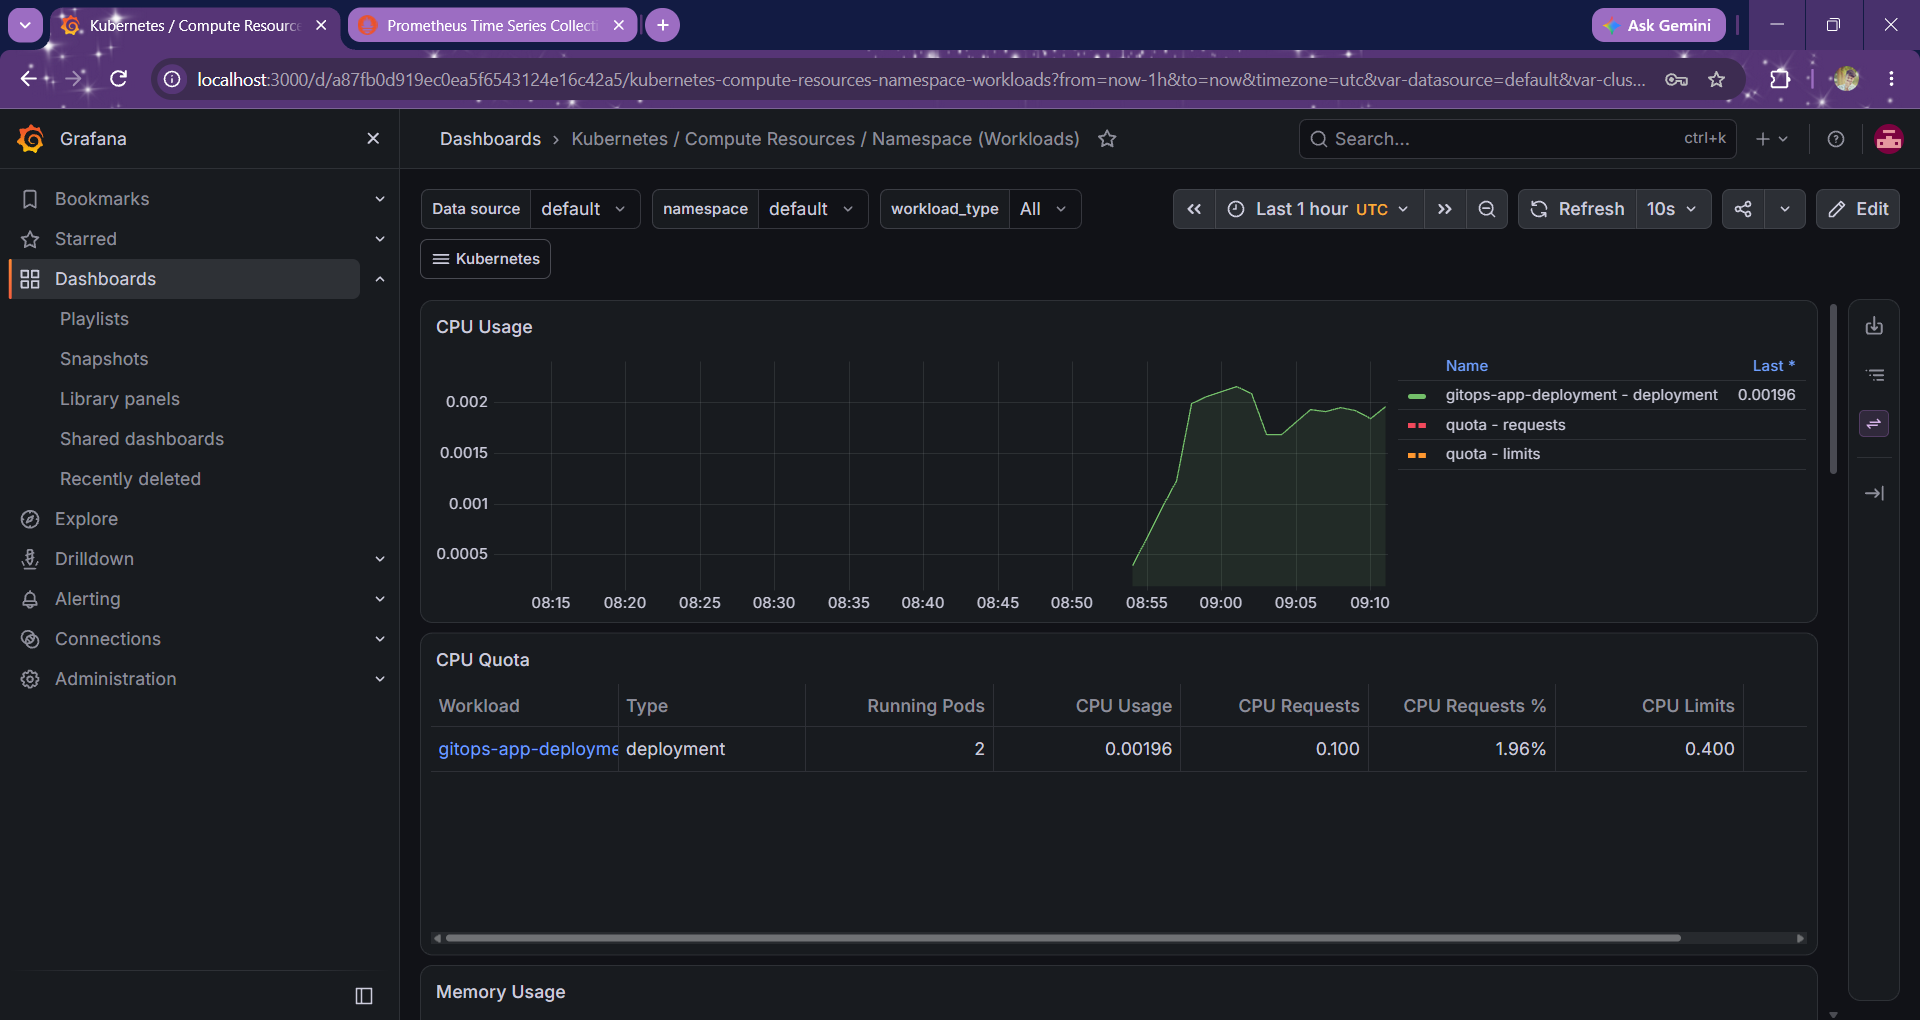 Kubernetes / Compute Resourc
Prometheus Time Series Collecti
Ask Gemini
localhost:3000/d/a87fb0d919ec0ea5f6543124e16c42a5/kubernetes-compute-resources-namespace-workloads?from=now-1h&to=now&timezone=utc&var-datasource=default&var-clus...
Grafana
Dashboards › Kubernetes / Compute Resources / Namespace (Workloads)
Search...
ctrl+k
Bookmarks
Starred
Dashboards
Playlists
Snapshots
Library panels
Shared dashboards
Recently deleted
Explore
Drilldown
Alerting
Connections
Administration
Data source default
namespace default
workload_type All
Last 1 hour UTC
Refresh 10s
Edit
Kubernetes
CPU Usage
0.002
0.0015
0.001
0.0005
08:15 08:20 08:25 08:30 08:35 08:40 08:45 08:50 08:55 09:00 09:05 09:10
Name Last *
gitops-app-deployment - deployment 0.00196
quota - requests
quota - limits
CPU Quota
Workload Type Running Pods CPU Usage CPU Requests CPU Requests % CPU Limits
gitops-app-deployme deployment 2 0.00196 0.100 1.96% 0.400
Memory Usage